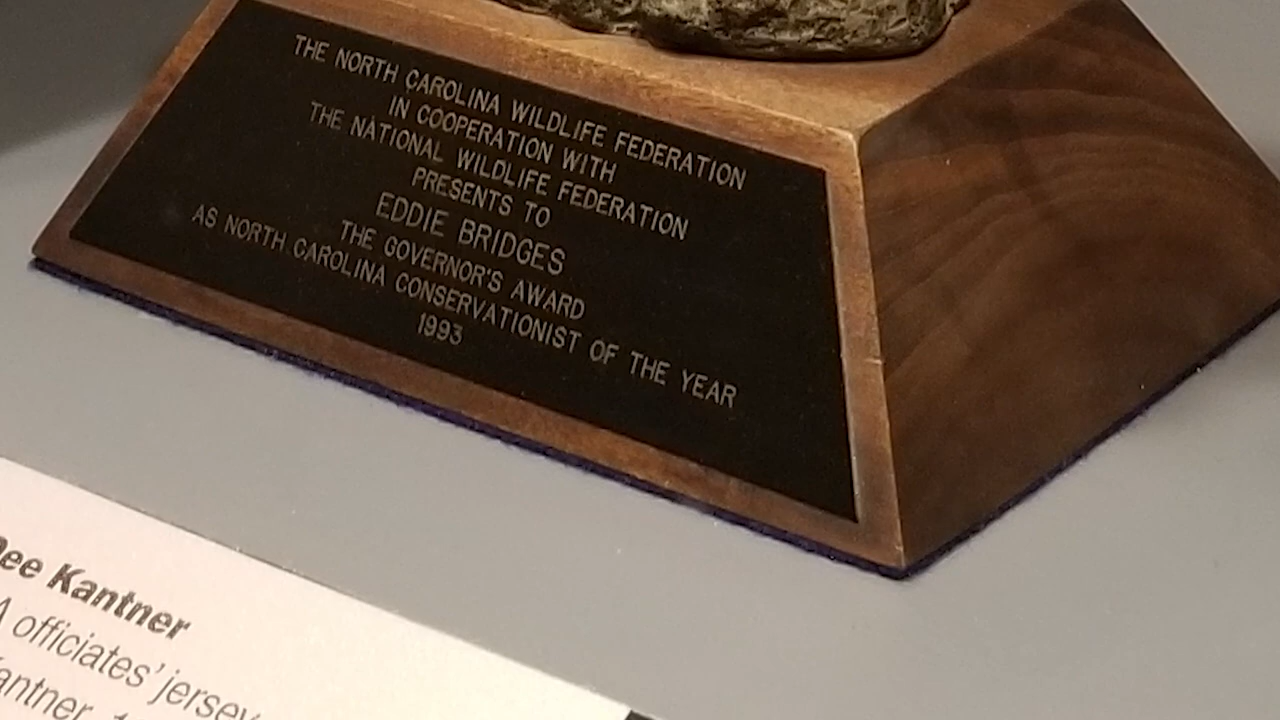 THE NORTH CAROLINA WILDLIFE FEDERATION
IN COOPERATION WITH
THE NATIONAL WILDLIFE FEDERATION
PRESENTS TO
EDDIE BRIDGES
THE GOVERNOR'S AWARD
AS NORTH CAROLINA CONSERVATIONIST OF THE YEAR
1993
Kantner
officiates' jersey